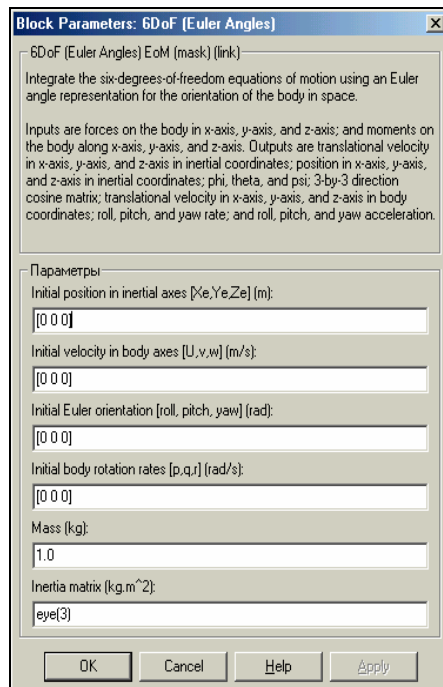 Block Parameters: 6DoF (Euler Angles)
6DoF (Euler Angles) EoM (mask) (link)
Integrate the six-degrees-of-freedom equations of motion using an Euler
angle representation for the orientation of the body in space.
Inputs are forces on the body in x-axis, y-axis, and z-axis; and moments on
the body along x-axis, y-axis, and z-axis. Outputs are translational velocity
in x-axis, y-axis, and z-axis in inertial coordinates; position in x-axis, y-axis,
and z-axis in inertial coordinates; phi, theta, and psi; 3-by-3 direction
cosine matrix; translational velocity in x-axis, y-axis, and z-axis in body
coordinates; roll, pitch, and yaw rate; and roll, pitch, and yaw acceleration.
Параметры
Initial position in inertial axes [Xe,Ye,Ze] (m):
[0 0 0]
Initial velocity in body axes [U,v,w] (m/s):
[0 0 0]
Initial Euler orientation [roll, pitch, yaw] (rad):
[0 0 0]
Initial body rotation rates [p,q,r] (rad/s):
[0 0 0]
Mass (kg):
1.0
Inertia matrix (kg.m^2):
eye(3)
OK Cancel Help Apply